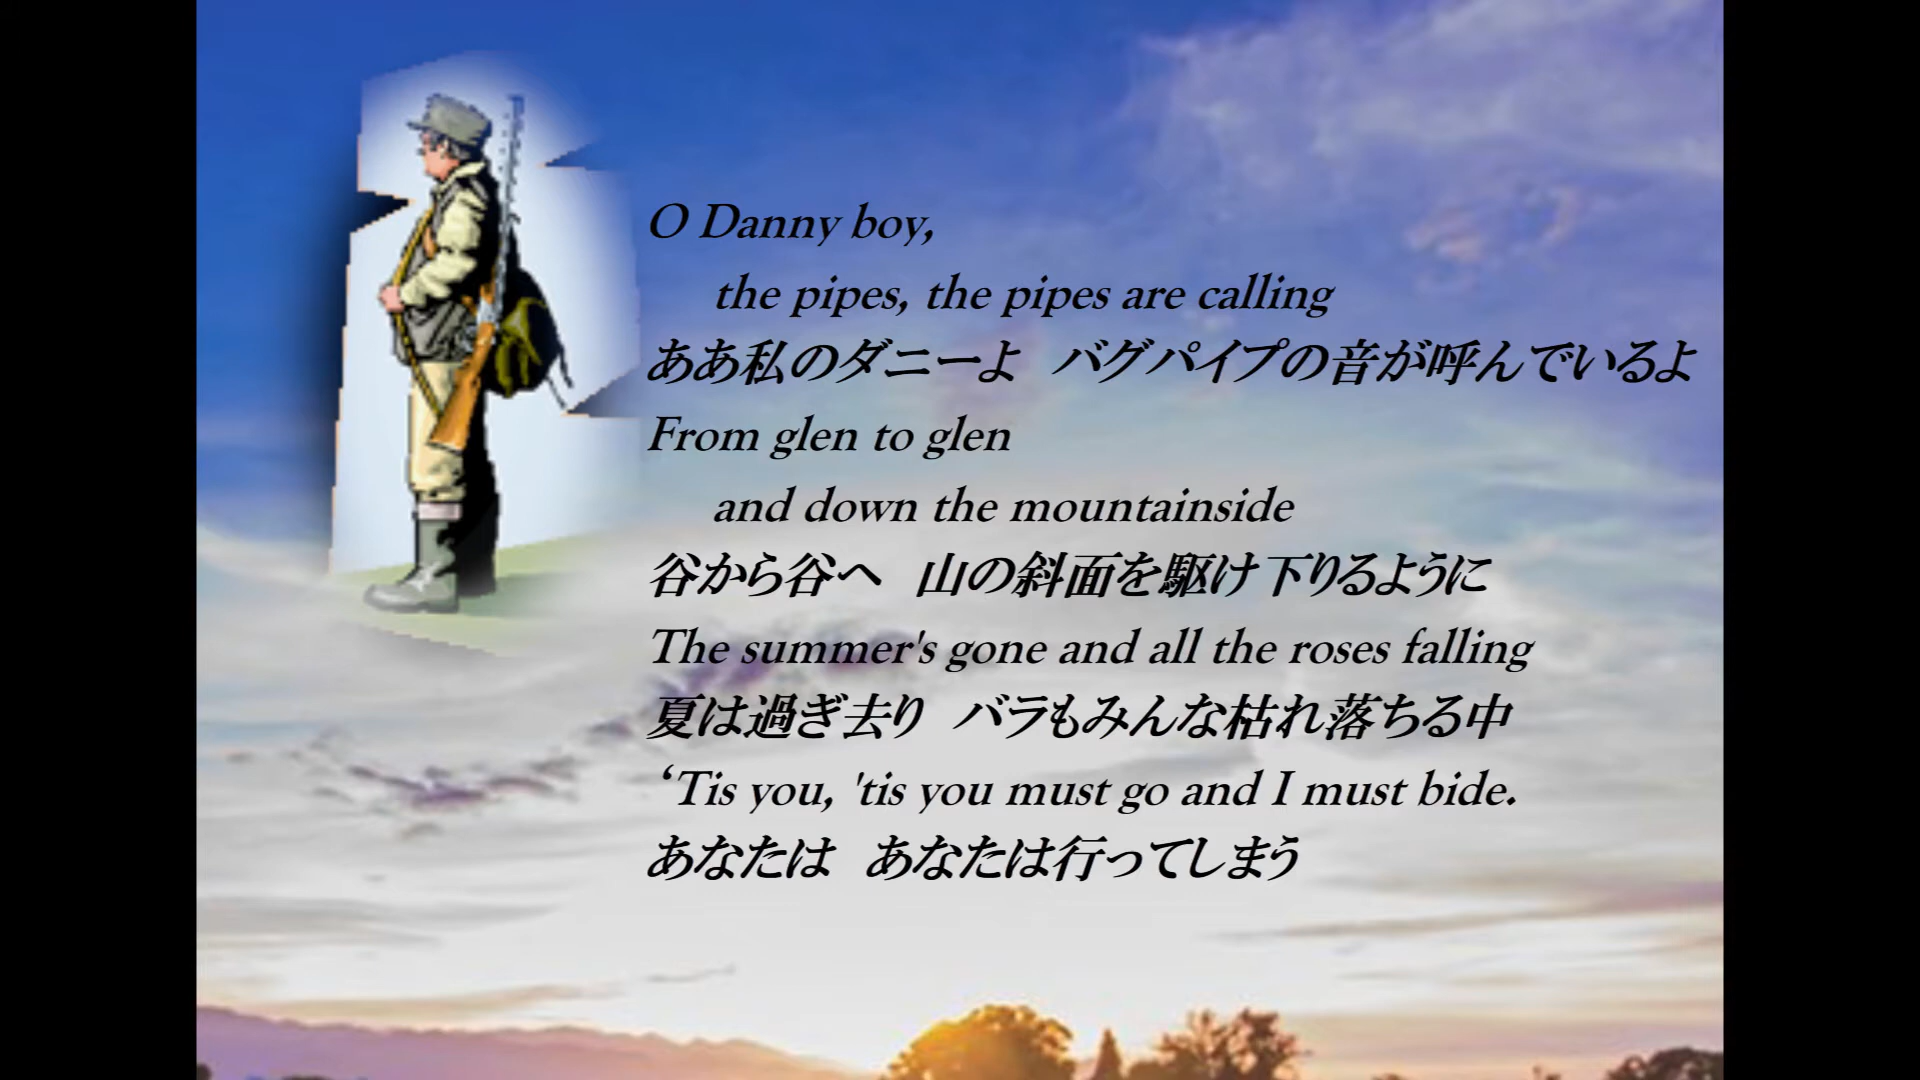 O Danny boy,
the pipes, the pipes are calling
ああ私のダニーよ　バグパイプの音が呼んでいるよ
From glen to glen
and down the mountainside
谷から谷へ　山の斜面を駆け下りるように
The summer's gone and all the roses falling
夏は過ぎ去り　バラもみんな枯れ落ちる中
‘Tis you, 'tis you must go and I must bide.
あなたは　あなたは行ってしまう